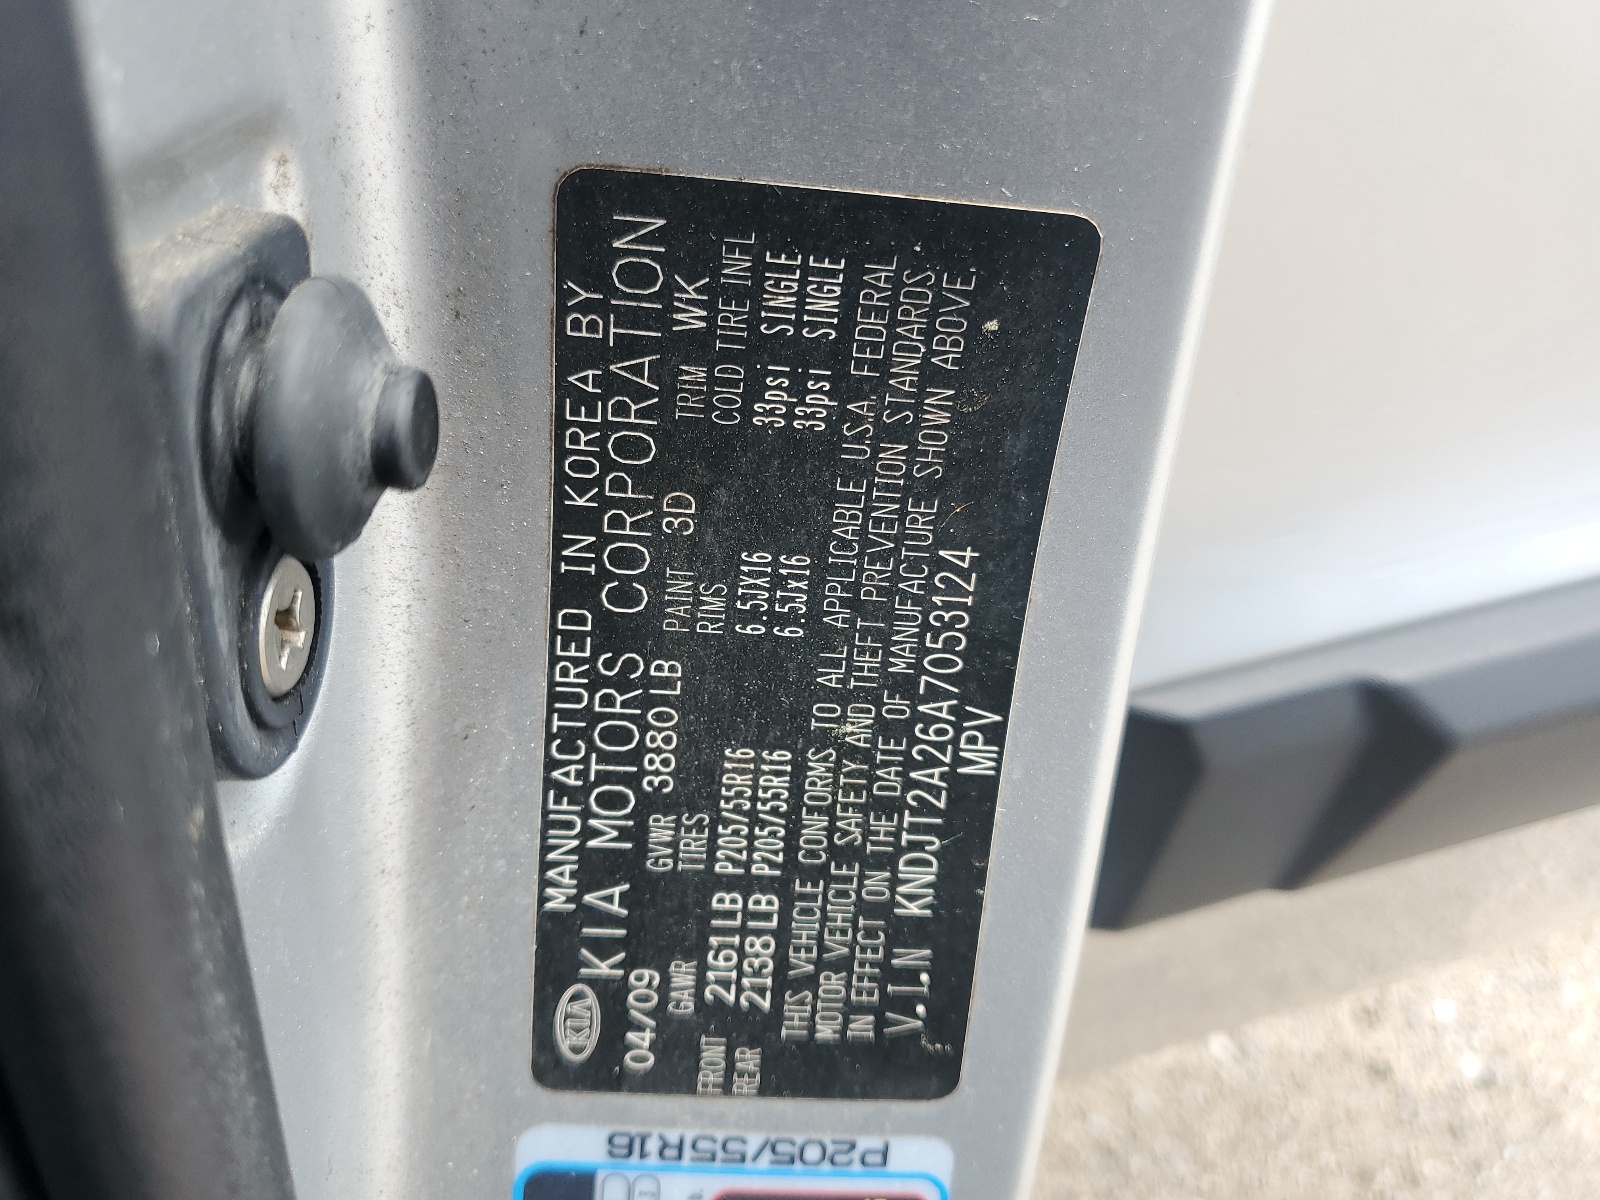 KIA
MANUFACTURED IN KOREA BY
KIA MOTORS CORPORATION
04/09 GVWR 3880LB PAINT 3D TRIM WK
GAWR TIRES RIMS COLD TIRE INFL
FRONT 2161LB P205/55R16 6.5JX16 33psi SINGLE
REAR 2138LB P205/55R16 6.5Jx16 33psi SINGLE
THIS VEHICLE CONFORMS TO ALL APPLICABLE U.S.A. FEDERAL
MOTOR VEHICLE SAFETY AND THEFT PREVENTION STANDARDS
IN EFFECT ON THE DATE OF MANUFACTURE SHOWN ABOVE.
V.I.N KNDJT2A26A7053124
MPV
P205/55R16